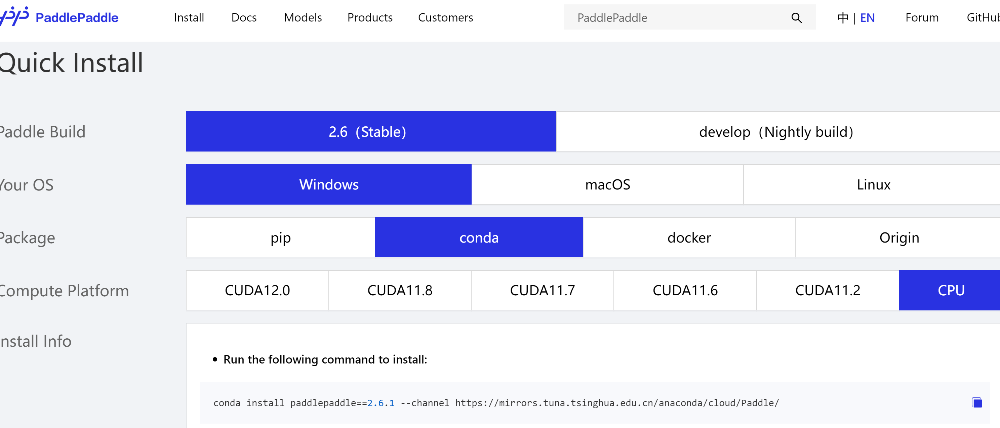 PaddlePaddle Install Docs Models Products Customers PaddlePaddle 中 | EN Forum GitHub
Quick Install
Paddle Build 2.6（Stable） develop（Nightly build）
Your OS Windows macOS Linux
Package pip conda docker Origin
Compute Platform CUDA12.0 CUDA11.8 CUDA11.7 CUDA11.6 CUDA11.2 CPU
Install Info
• Run the following command to install:
conda install paddlepaddle==2.6.1 --channel https://mirrors.tuna.tsinghua.edu.cn/anaconda/cloud/Paddle/